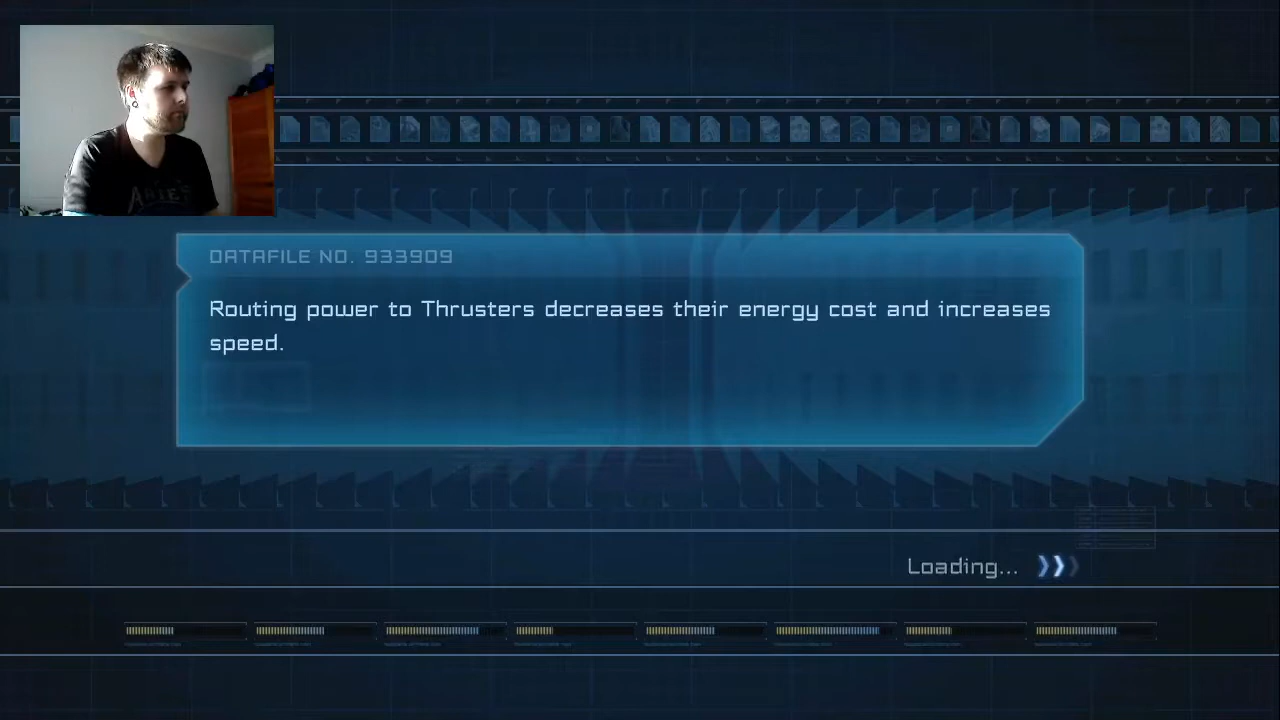 DATAFILE NO. 933909
Routing power to Thrusters decreases their energy cost and increases
speed.
Loading...